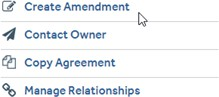 Create Amendment
Contact Owner
Copy Agreement
Manage Relationships